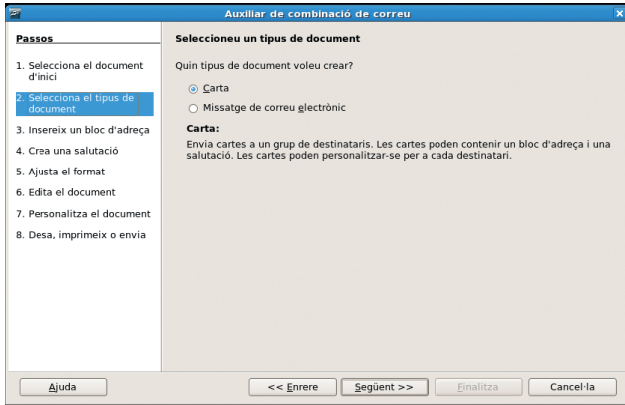 Auxiliar de combinació de correu
Passos
1. Selecciona el document
d'inici
2. Selecciona el tipus de
document
3. Insereix un bloc d'adreça
4. Crea una salutació
5. Ajusta el format
6. Edita el document
7. Personalitza el document
8. Desa, imprimeix o envia
Seleccioneu un tipus de document
Quin tipus de document voleu crear?
Carta
Missatge de correu electrònic
Carta:
Envia cartes a un grup de destinataris. Les cartes poden contenir un bloc d'adreça i una
salutació. Les cartes poden personalitzar-se per a cada destinatari.
Ajuda
<< Enrere
Següent >>
Finalitza
Cancel·la